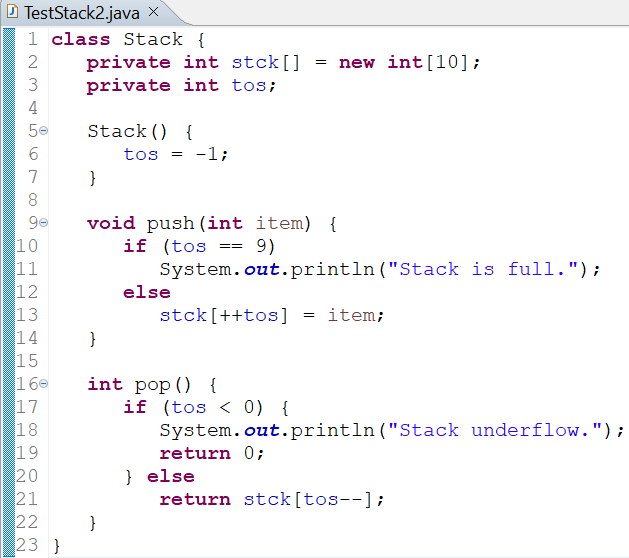 TestStack2.java
1 class Stack {
2    private int stck[] = new int[10];
3    private int tos;
4
5    Stack() {
6       tos = -1;
7    }
8
9    void push(int item) {
10       if (tos == 9)
11          System.out.println("Stack is full.");
12       else
13          stck[++tos] = item;
14    }
15
16    int pop() {
17       if (tos < 0) {
18          System.out.println("Stack underflow.");
19          return 0;
20       } else
21          return stck[tos--];
22    }
23 }